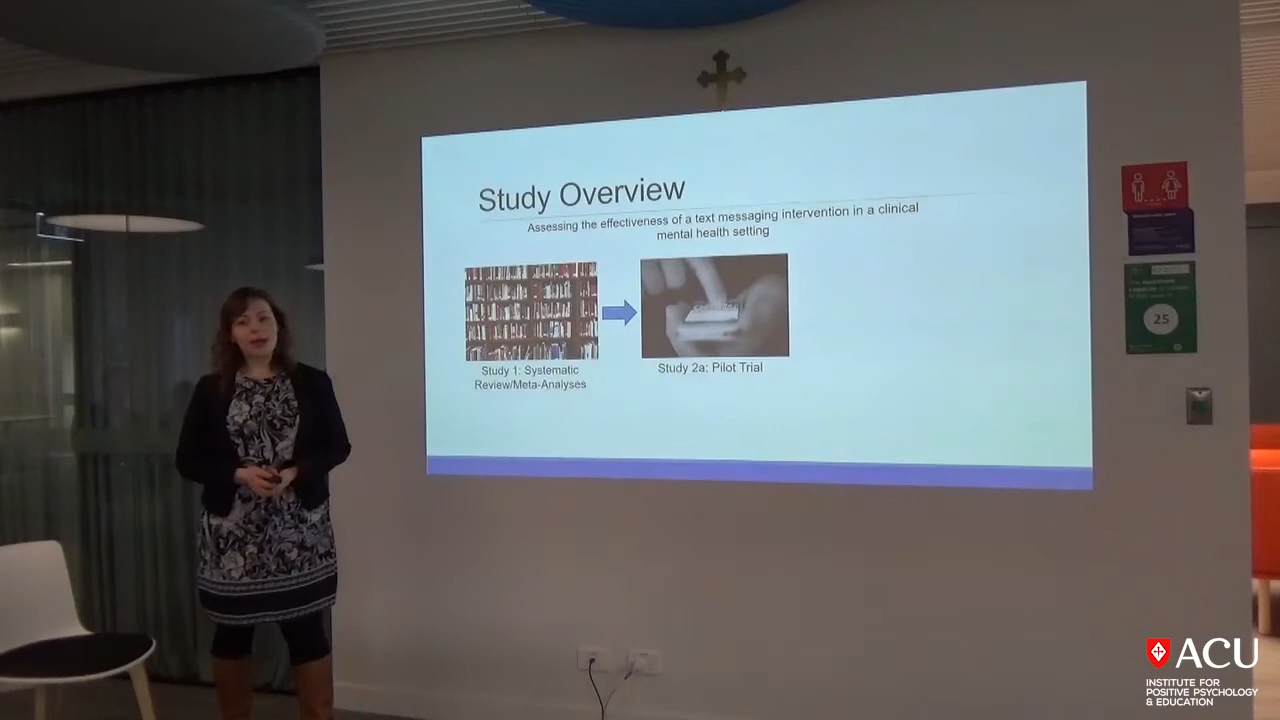 Study Overview
Assessing the effectiveness of a text messaging intervention in a clinical
mental health setting
Study 1: Systematic
Review/Meta-Analyses
Study 2a: Pilot Trial
25
ACU
INSTITUTE FOR
POSITIVE PSYCHOLOGY
& EDUCATION